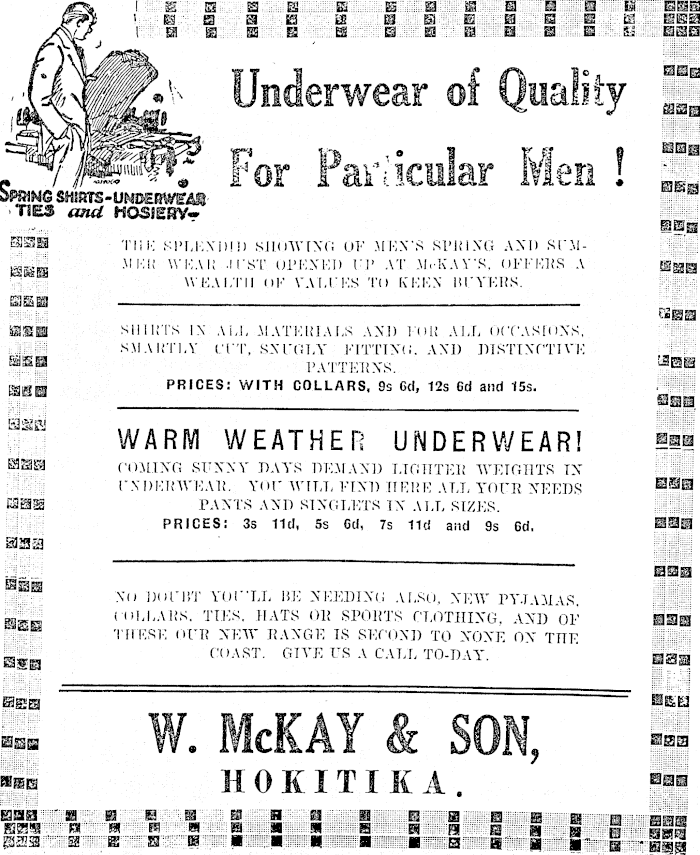 Underwear of Quality
For Particular Men !
SPRING SHIRTS-UNDERWEAR
TIES and HOSIERY-
THE SPLENDID SHOWING OF MEN'S SPRING AND SUM-
MER WEAR JUST OPENED UP AT McKAY'S, OFFERS A
WEALTH OF VALUES TO KEEN BUYERS.
SHIRTS IN ALL MATERIALS AND FOR ALL OCCASIONS,
SMARTLY CUT, SNUGLY FITTING, AND DISTINCTIVE
PATTERNS.
PRICES: WITH COLLARS, 9s 6d, 12s 6d and 15s.
WARM WEATHER UNDERWEAR!
COMING SUNNY DAYS DEMAND LIGHTER WEIGHTS IN
UNDERWEAR. YOU WILL FIND HERE ALL YOUR NEEDS
PANTS AND SINGLETS IN ALL SIZES.
PRICES: 3s 11d, 5s 6d, 7s 11d and 9s 6d.
NO DOUBT YOU'LL BE NEEDING ALSO, NEW PYJAMAS,
COLLARS, TIES, HATS OR SPORTS CLOTHING, AND OF
THESE OUR NEW RANGE IS SECOND TO NONE ON THE
COAST. GIVE US A CALL TO-DAY.
W. McKAY & SON,
HOKITIKA.